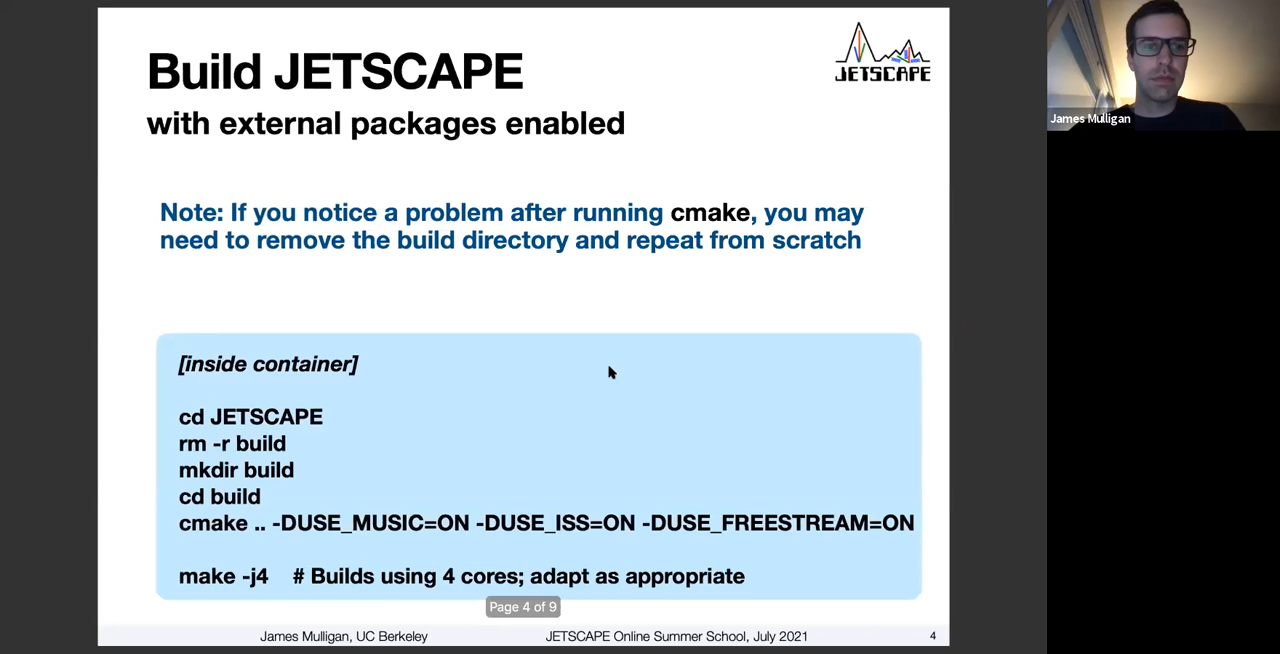 Build JETSCAPE
with external packages enabled
JETSCAPE
James Mulligan
Note: If you notice a problem after running cmake, you may
need to remove the build directory and repeat from scratch
[inside container]
cd JETSCAPE
rm -r build
mkdir build
cd build
cmake .. -DUSE_MUSIC=ON -DUSE_ISS=ON -DUSE_FREESTREAM=ON
make -j4 # Builds using 4 cores; adapt as appropriate
Page 4 of 9
James Mulligan, UC Berkeley JETSCAPE Online Summer School, July 2021 4